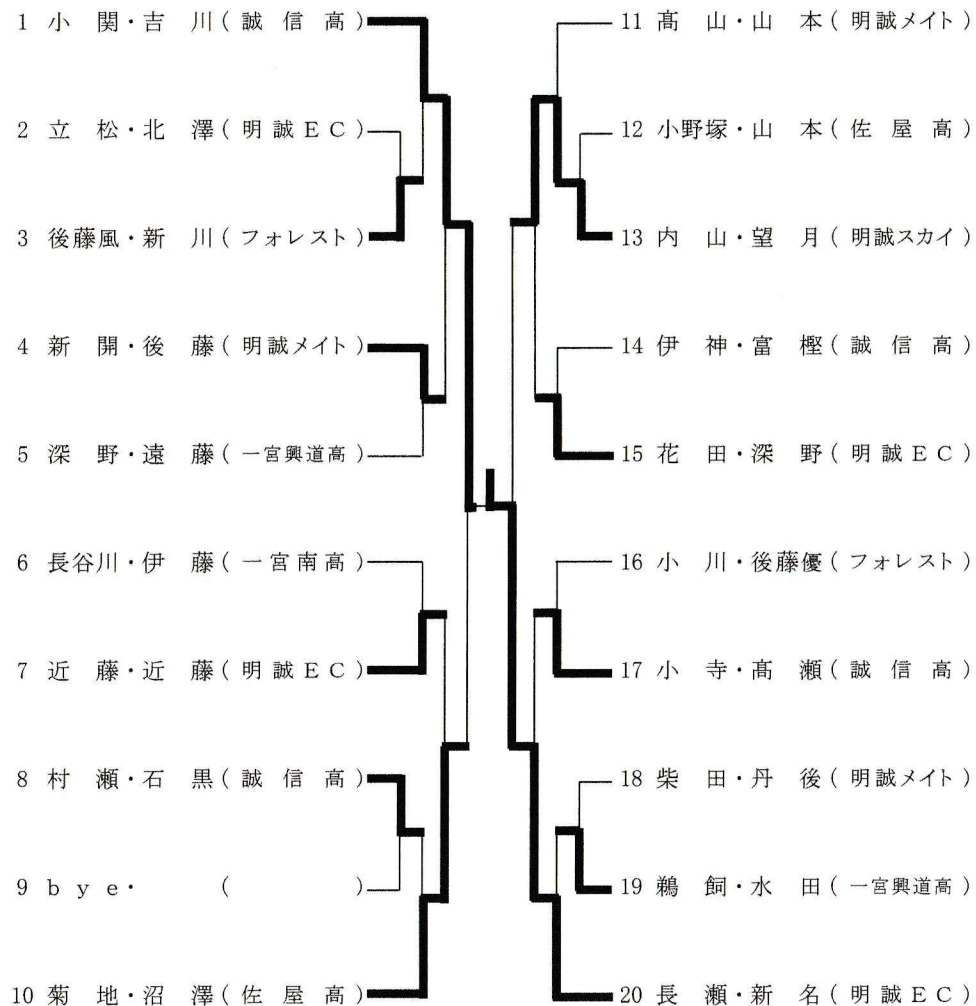 1 小 関・吉 川 ( 誠 信 高 )
2 立 松・北 澤 ( 明 誠 E C )
3 後藤風・新 川 ( フォレスト )
4 新 開・後 藤 ( 明誠メイト )
5 深 野・遠 藤 ( 一宮興道高 )
6 長谷川・伊 藤 ( 一 宮 南 高 )
7 近 藤・近 藤 ( 明 誠 E C )
8 村 瀬・石 黒 ( 誠 信 高 )
9 b y e・ ( )
10 菊 地・沼 澤 ( 佐 屋 高 )
11 髙 山・山 本 ( 明誠メイト )
12 小野塚・山 本 ( 佐 屋 高 )
13 内 山・望 月 ( 明誠スカイ )
14 伊 神・富 樫 ( 誠 信 高 )
15 花 田・深 野 ( 明 誠 E C )
16 小 川・後藤優 ( フォレスト )
17 小 寺・髙 瀬 ( 誠 信 高 )
18 柴 田・丹 後 ( 明誠メイト )
19 鵜 飼・水 田 ( 一宮興道高 )
20 長 瀬・新 名 ( 明 誠 E C )